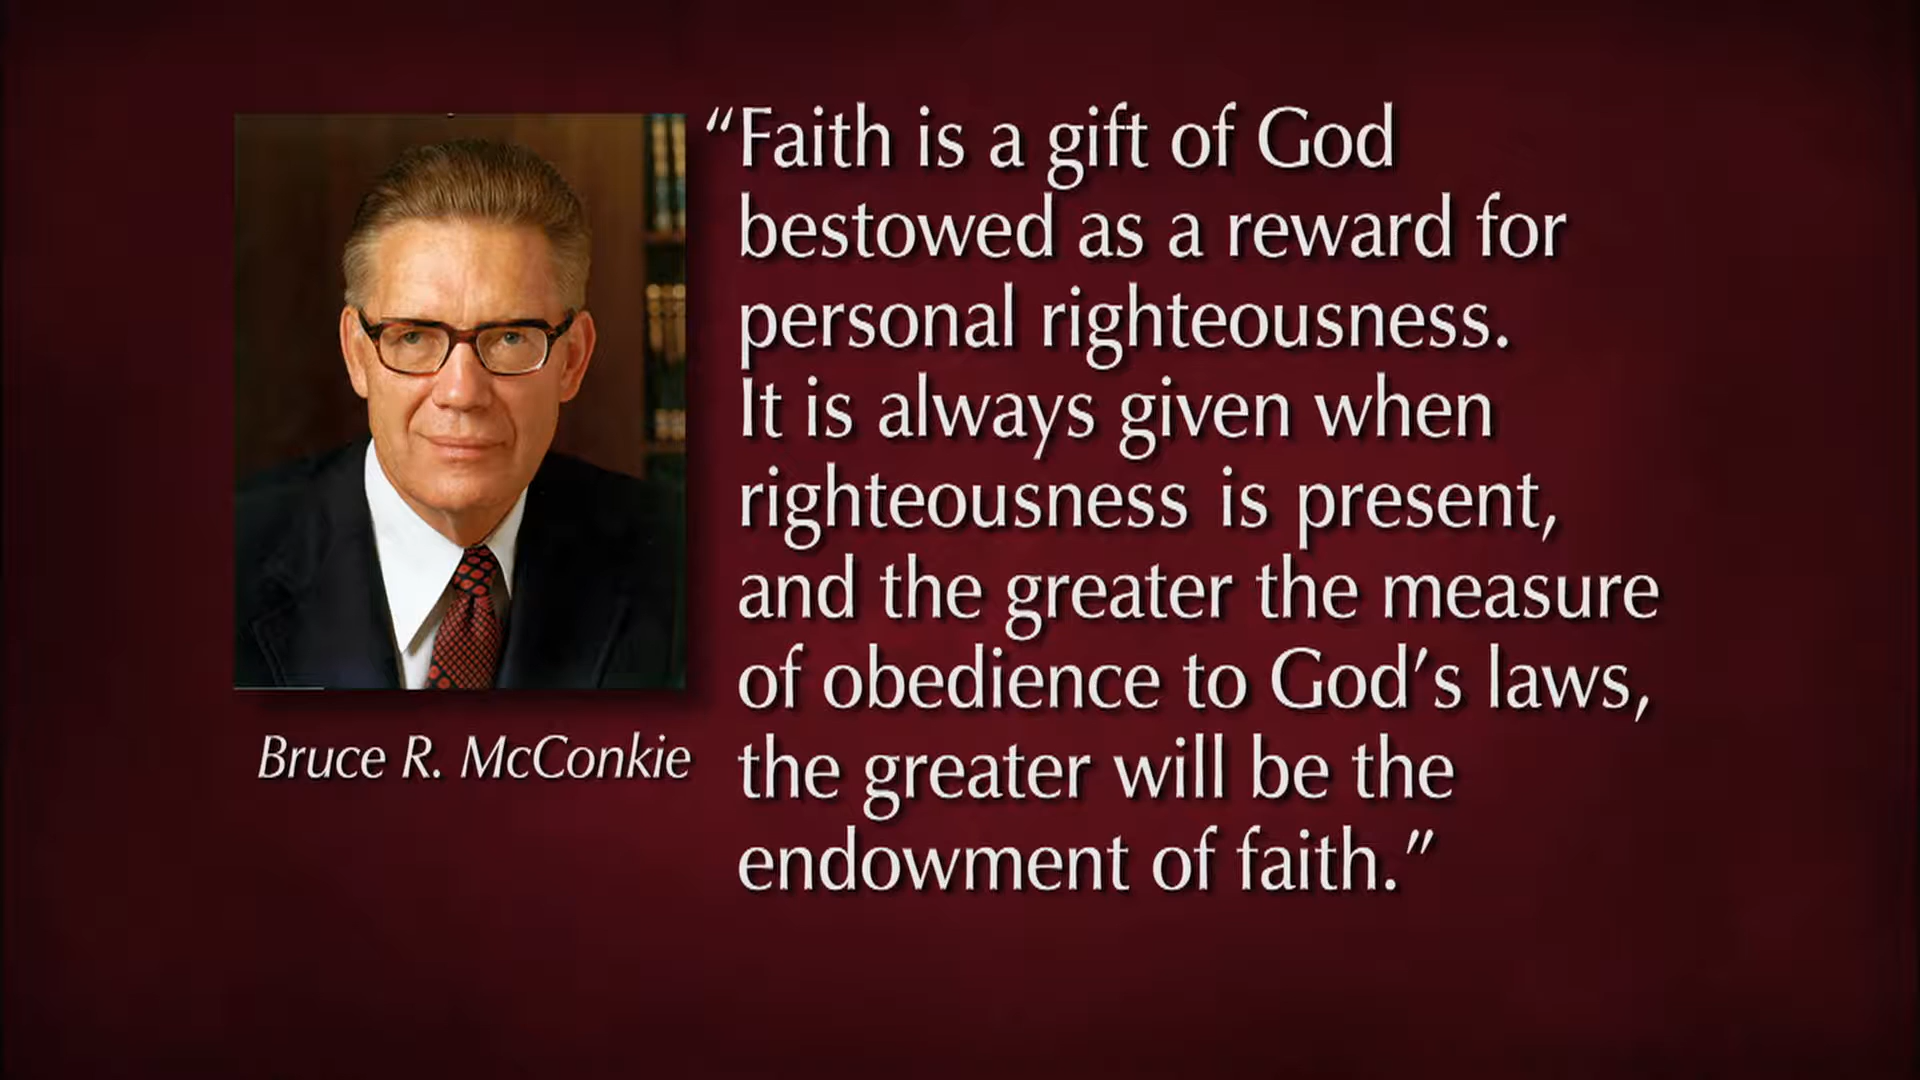 “Faith is a gift of God
bestowed as a reward for
personal righteousness.
It is always given when
righteousness is present,
and the greater the measure
of obedience to God’s laws,
the greater will be the
endowment of faith.”
Bruce R. McConkie